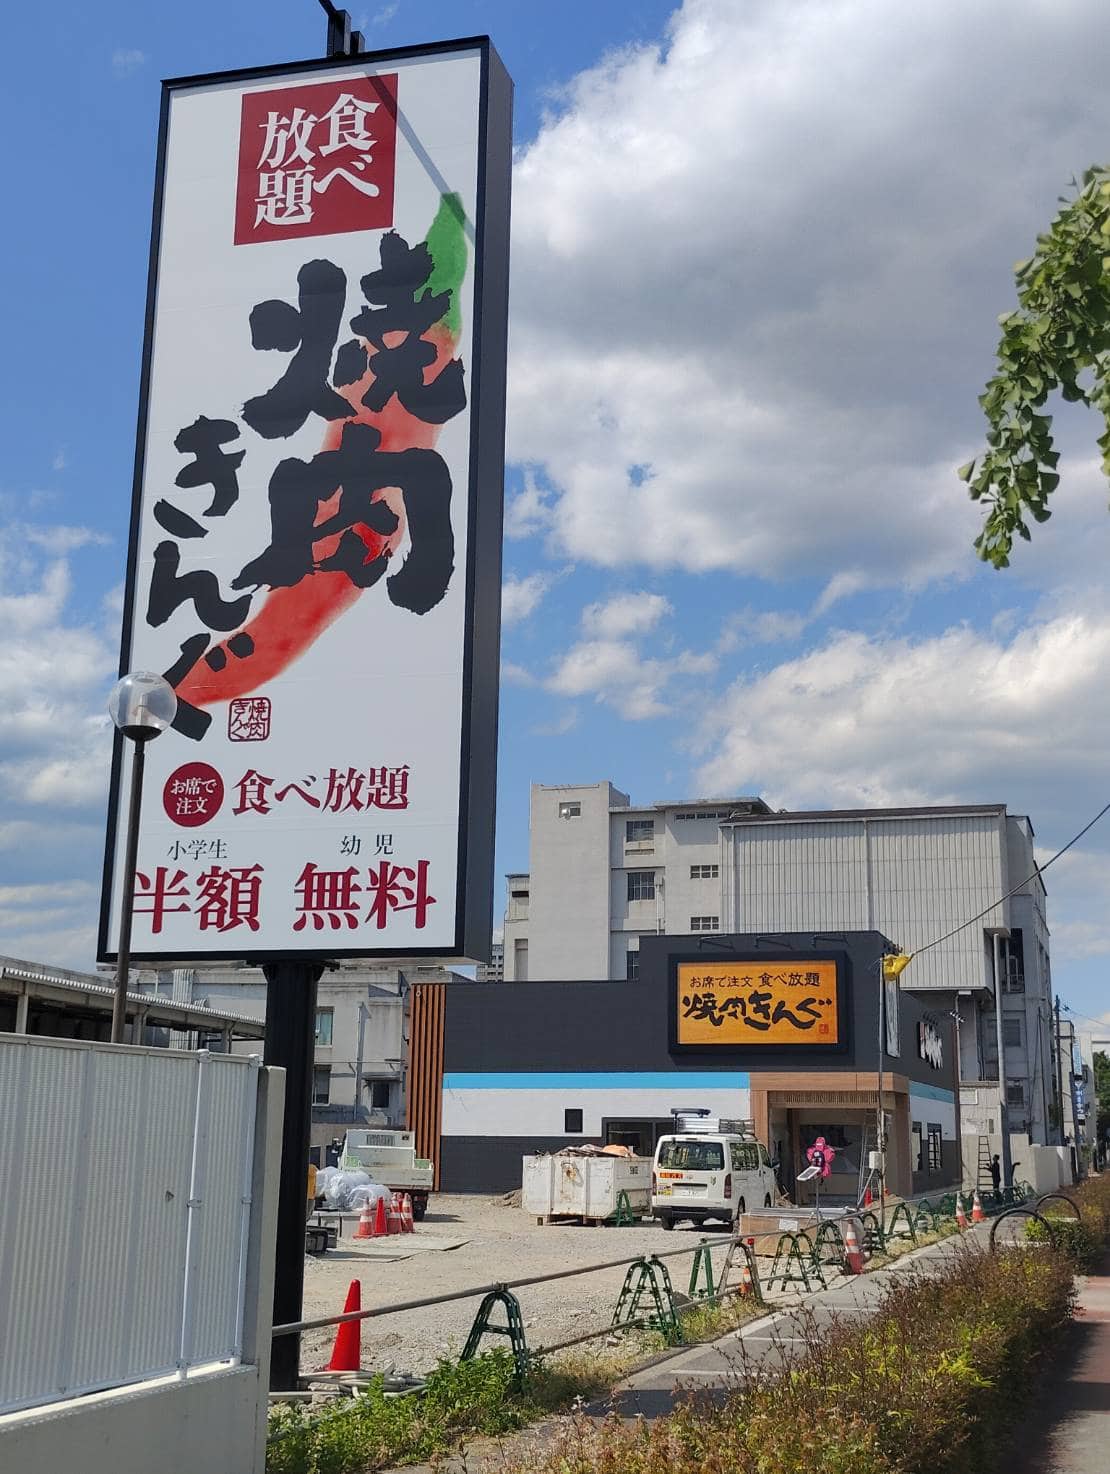 食べ
放題
焼肉
きんぐ
焼肉
きんぐ
お席で
注文
食べ放題
小学生 幼児
半額 無料
お席で注文 食べ放題
焼肉きんぐ